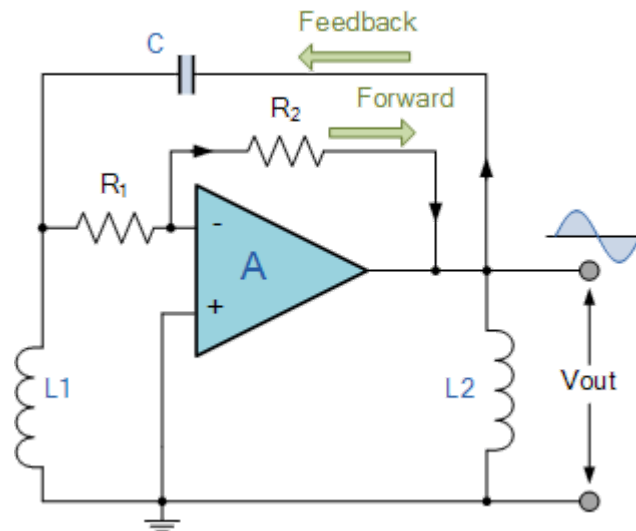 Feedback
C
Forward
R₂
R₁
-
A
+
L1
L2
Vout